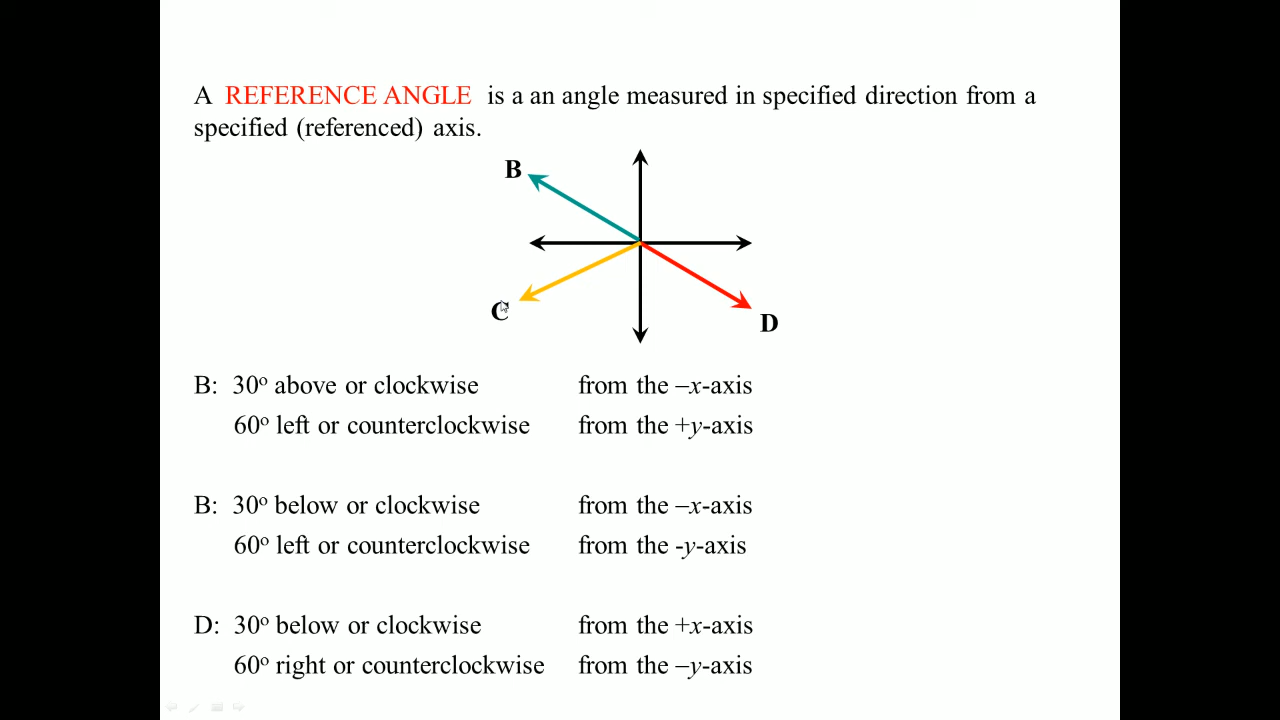 A REFERENCE ANGLE is a an angle measured in specified direction from a
specified (referenced) axis.
B
C
D
B: 30º above or clockwise from the –x-axis
60º left or counterclockwise from the +y-axis
B: 30º below or clockwise from the –x-axis
60º left or counterclockwise from the -y-axis
D: 30º below or clockwise from the +x-axis
60º right or counterclockwise from the –y-axis